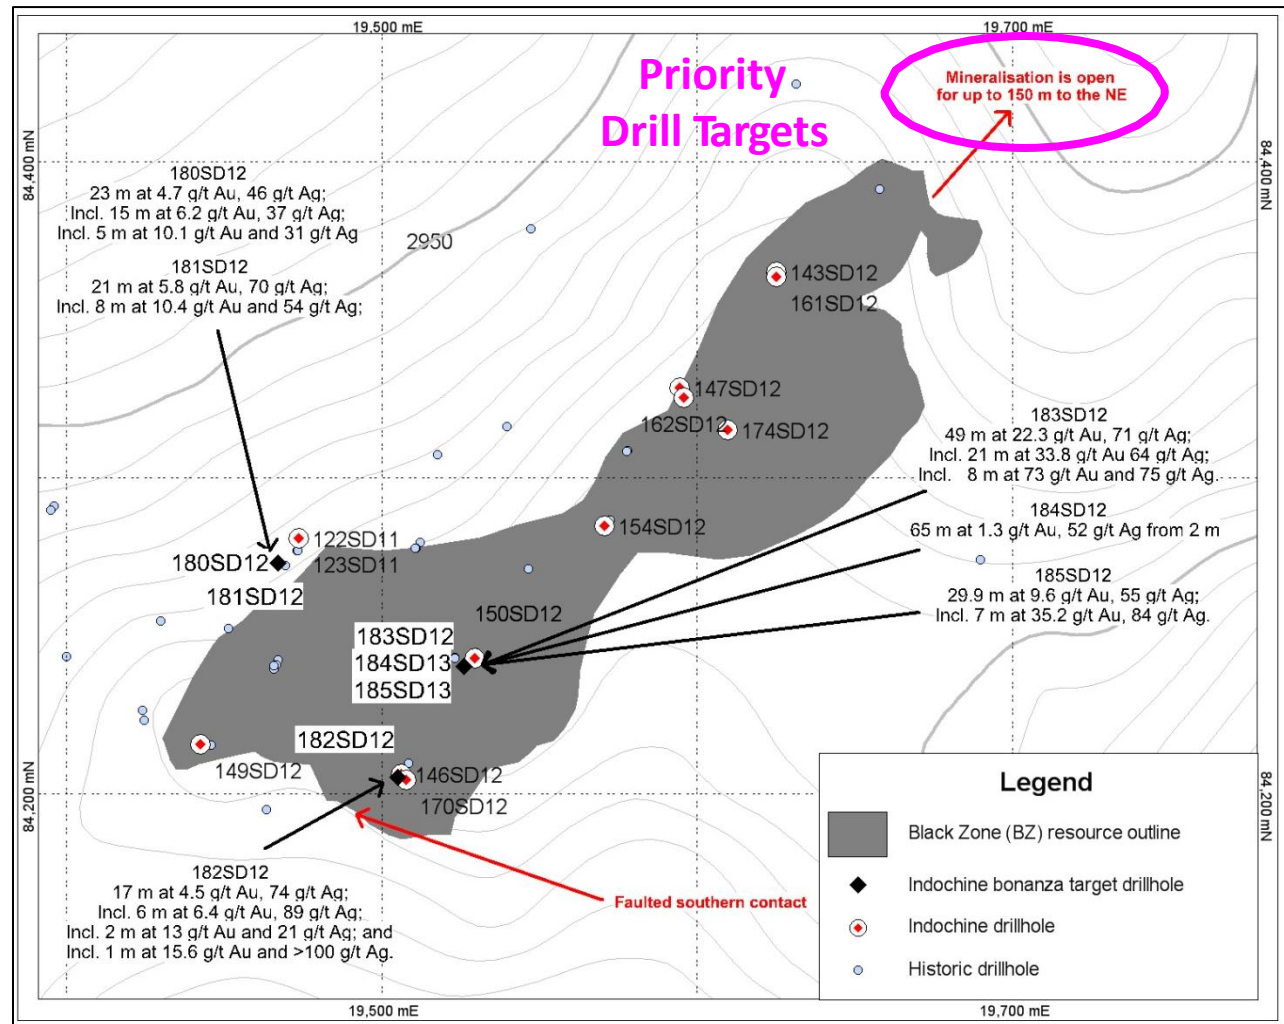 19,500 mE
19,700 mE
Priority
Drill Targets
Mineralisation is open
for up to 150 m to the NE
84,400 mN
84,400 mN
180SD12
23 m at 4.7 g/t Au, 46 g/t Ag;
Incl. 15 m at 6.2 g/t Au, 37 g/t Ag;
Incl. 5 m at 10.1 g/t Au and 31 g/t Ag
2950
181SD12
21 m at 5.8 g/t Au, 70 g/t Ag;
Incl. 8 m at 10.4 g/t Au and 54 g/t Ag;
143SD12
161SD12
147SD12
162SD12
174SD12
183SD12
49 m at 22.3 g/t Au, 71 g/t Ag;
Incl. 21 m at 33.8 g/t Au 64 g/t Ag;
Incl. 8 m at 73 g/t Au and 75 g/t Ag.
184SD12
65 m at 1.3 g/t Au, 52 g/t Ag from 2 m
185SD12
29.9 m at 9.6 g/t Au, 55 g/t Ag;
Incl. 7 m at 35.2 g/t Au, 84 g/t Ag.
154SD12
122SD11
123SD11
180SD12
181SD12
150SD12
183SD12
184SD13
185SD13
182SD12
149SD12
146SD12
170SD12
84,200 mN
84,200 mN
182SD12
17 m at 4.5 g/t Au, 74 g/t Ag;
Incl. 6 m at 6.4 g/t Au, 89 g/t Ag;
Incl. 2 m at 13 g/t Au and 21 g/t Ag; and
Incl. 1 m at 15.6 g/t Au and >100 g/t Ag.
Faulted southern contact
Legend
Black Zone (BZ) resource outline
Indochine bonanza target drillhole
Indochine drillhole
Historic drillhole
19,500 mE
19,700 mE